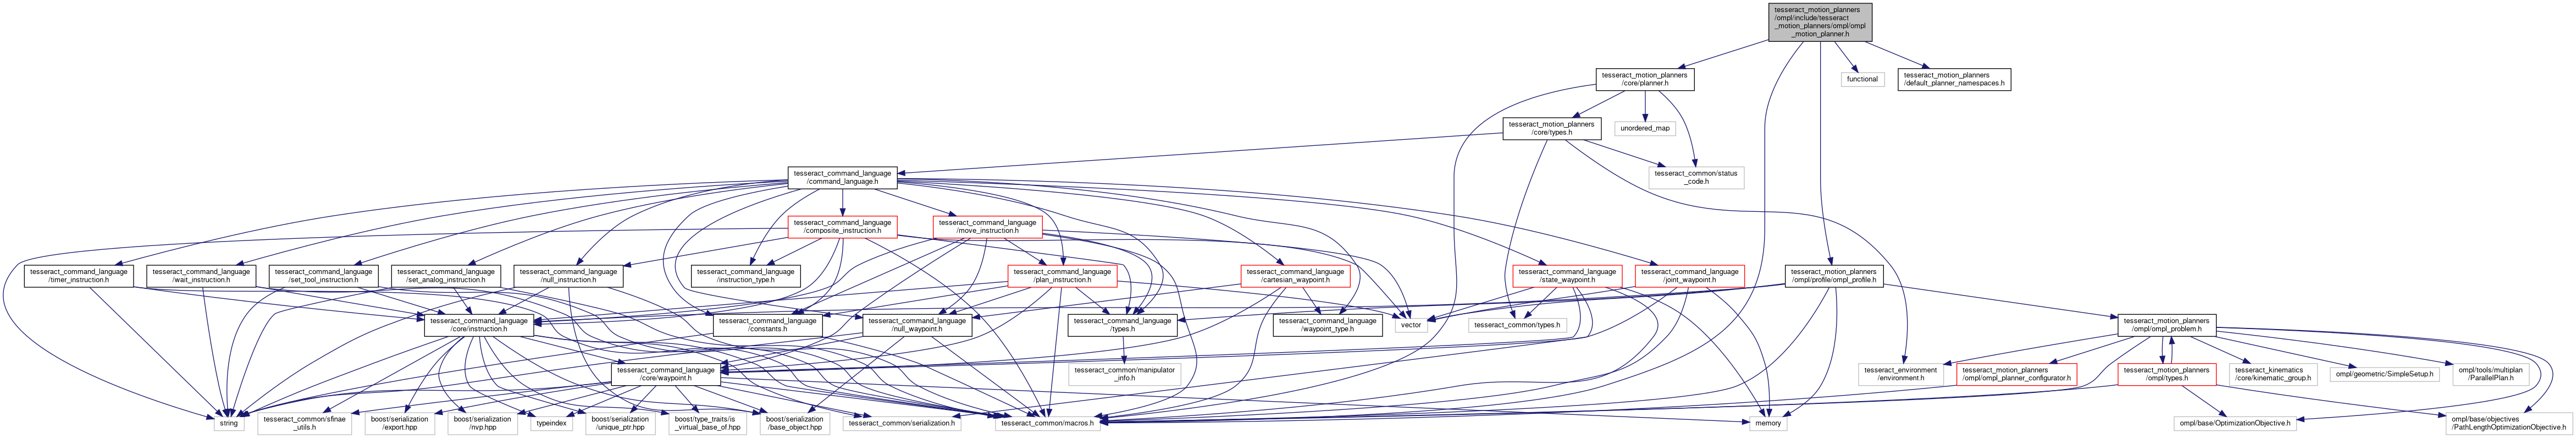 tesseract_motion_planners
/ompl/include/tesseract
_motion_planners/ompl/ompl
_motion_planner.h
tesseract_motion_planners
/core/planner.h
functional
tesseract_motion_planners
/default_planner_namespaces.h
tesseract_motion_planners
/core/types.h
unordered_map
tesseract_command_language
/command_language.h
tesseract_common/status
_code.h
tesseract_command_language
/composite_instruction.h
tesseract_command_language
/move_instruction.h
tesseract_command_language
/timer_instruction.h
tesseract_command_language
/wait_instruction.h
tesseract_command_language
/set_tool_instruction.h
tesseract_command_language
/set_analog_instruction.h
tesseract_command_language
/null_instruction.h
tesseract_command_language
/instruction_type.h
tesseract_command_language
/plan_instruction.h
tesseract_command_language
/cartesian_waypoint.h
tesseract_command_language
/state_waypoint.h
tesseract_command_language
/joint_waypoint.h
tesseract_motion_planners
/ompl/profile/ompl_profile.h
tesseract_command_language
/core/instruction.h
tesseract_command_language
/constants.h
tesseract_command_language
/null_waypoint.h
tesseract_command_language
/types.h
tesseract_command_language
/waypoint_type.h
vector
tesseract_common/types.h
tesseract_motion_planners
/ompl/ompl_problem.h
tesseract_command_language
/core/waypoint.h
tesseract_common/manipulator
_info.h
tesseract_environment
/environment.h
tesseract_motion_planners
/ompl/ompl_planner_configurator.h
tesseract_motion_planners
/ompl/types.h
tesseract_kinematics
/core/kinematic_group.h
ompl/geometric/SimpleSetup.h
ompl/tools/multiplan
/ParallelPlan.h
string
tesseract_common/sfinae
_utils.h
boost/serialization
/export.hpp
boost/serialization
/nvp.hpp
typeindex
boost/serialization
/unique_ptr.hpp
boost/type_traits/is
_virtual_base_of.hpp
boost/serialization
/base_object.hpp
tesseract_common/serialization.h
tesseract_common/macros.h
memory
ompl/base/OptimizationObjective.h
ompl/base/objectives
/PathLengthOptimizationObjective.h